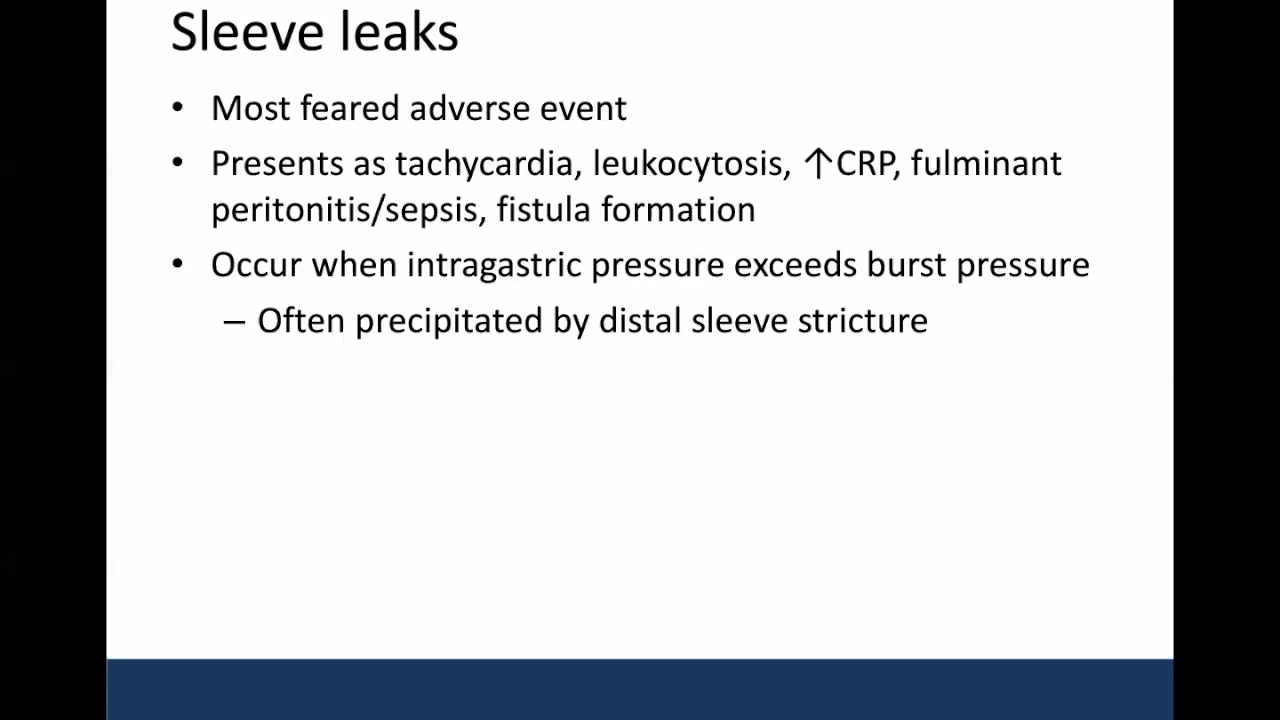 Sleeve leaks
• Most feared adverse event
• Presents as tachycardia, leukocytosis, ↑CRP, fulminant
peritonitis/sepsis, fistula formation
• Occur when intragastric pressure exceeds burst pressure
– Often precipitated by distal sleeve stricture